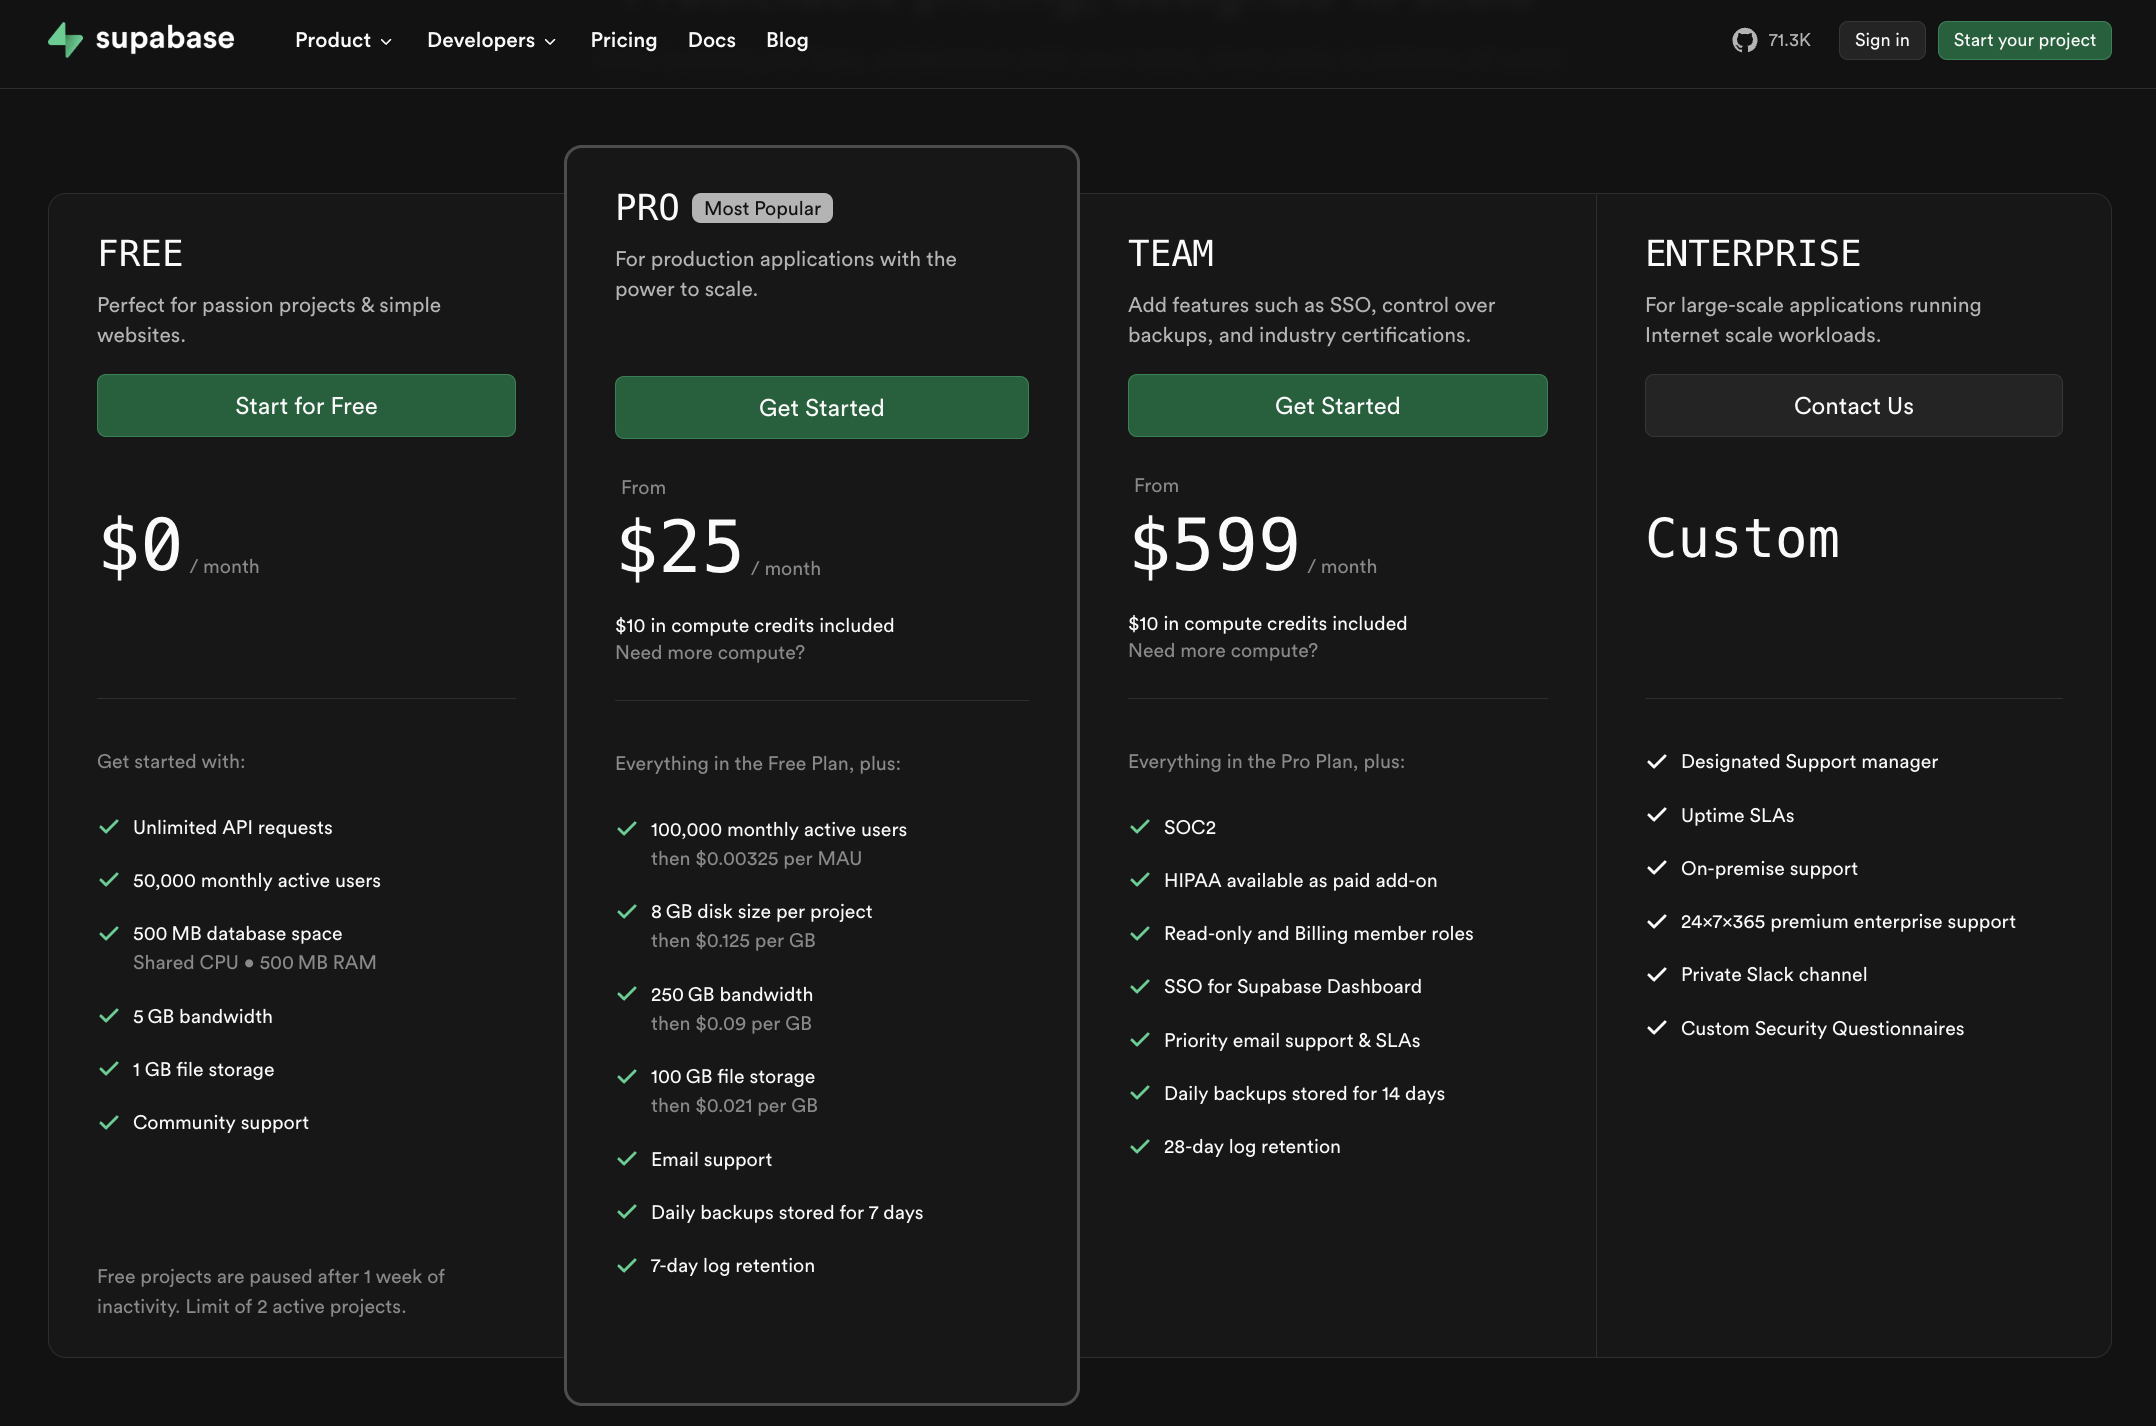 supabase
Product
Developers
Pricing
Docs
Blog
71.3K
Sign in
Start your project
FREE
Perfect for passion projects & simple
websites.
Start for Free
$0 / month
Get started with:
Unlimited API requests
50,000 monthly active users
500 MB database space
Shared CPU • 500 MB RAM
5 GB bandwidth
1 GB file storage
Community support
Free projects are paused after 1 week of
inactivity. Limit of 2 active projects.
PRO Most Popular
For production applications with the
power to scale.
Get Started
From
$25 / month
$10 in compute credits included
Need more compute?
Everything in the Free Plan, plus:
100,000 monthly active users
then $0.00325 per MAU
8 GB disk size per project
then $0.125 per GB
250 GB bandwidth
then $0.09 per GB
100 GB file storage
then $0.021 per GB
Email support
Daily backups stored for 7 days
7-day log retention
TEAM
Add features such as SSO, control over
backups, and industry certifications.
Get Started
From
$599 / month
$10 in compute credits included
Need more compute?
Everything in the Pro Plan, plus:
SOC2
HIPAA available as paid add-on
Read-only and Billing member roles
SSO for Supabase Dashboard
Priority email support & SLAs
Daily backups stored for 14 days
28-day log retention
ENTERPRISE
For large-scale applications running
Internet scale workloads.
Contact Us
Custom
Designated Support manager
Uptime SLAs
On-premise support
24×7×365 premium enterprise support
Private Slack channel
Custom Security Questionnaires